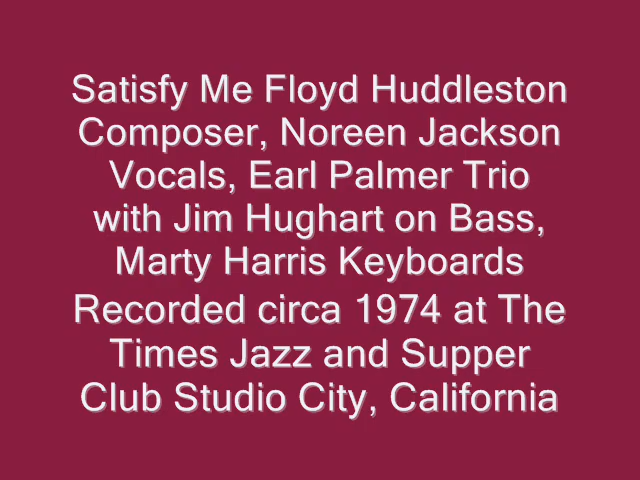 Satisfy Me Floyd Huddleston
Composer, Noreen Jackson
Vocals, Earl Palmer Trio
with Jim Hughart on Bass,
Marty Harris Keyboards
Recorded circa 1974 at The
Times Jazz and Supper
Club Studio City, California